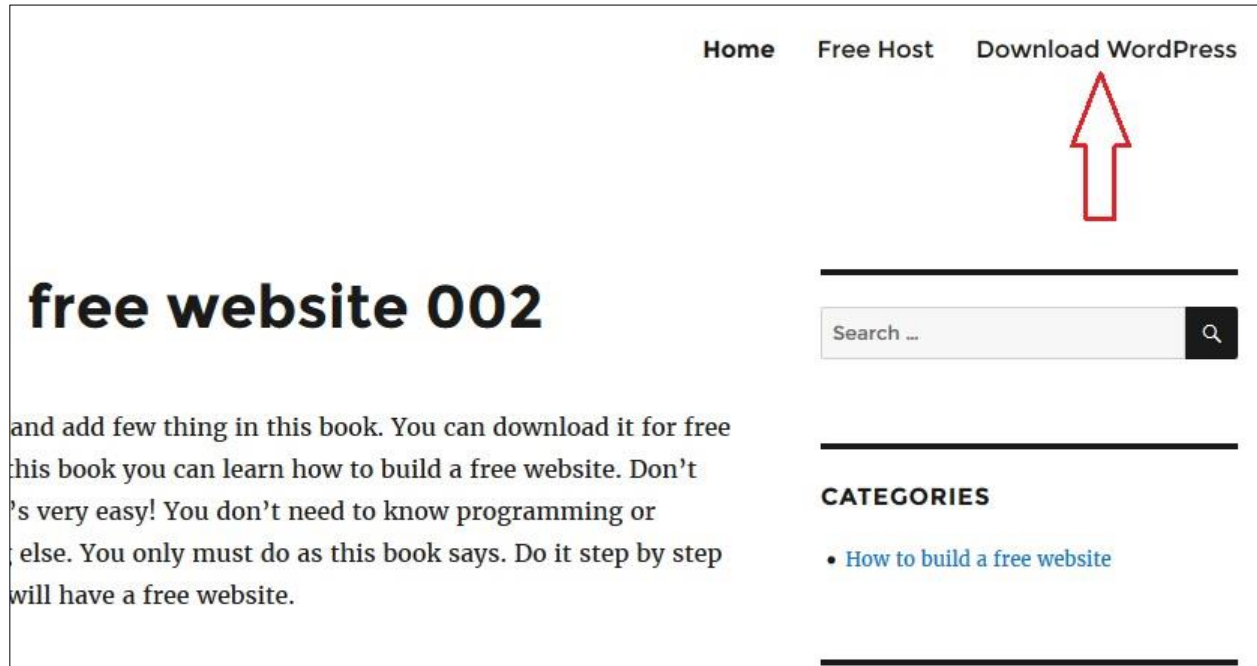 Home Free Host Download WordPress
free website 002
Search ...
and add few thing in this book. You can download it for free
this book you can learn how to build a free website. Don’t
’s very easy! You don’t need to know programming or
else. You only must do as this book says. Do it step by step
will have a free website.
CATEGORIES
• How to build a free website